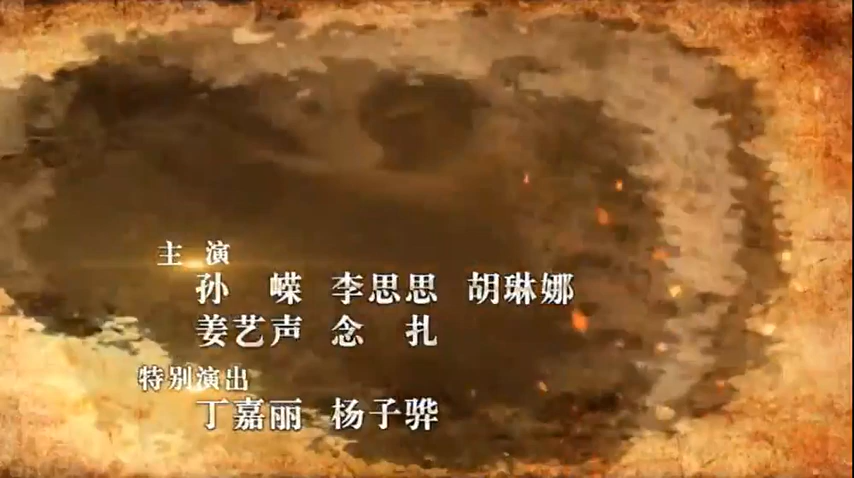 主 演
孙 嵘 李思思 胡琳娜
姜艺声 念 扎
特别演出
丁嘉丽 杨子骅